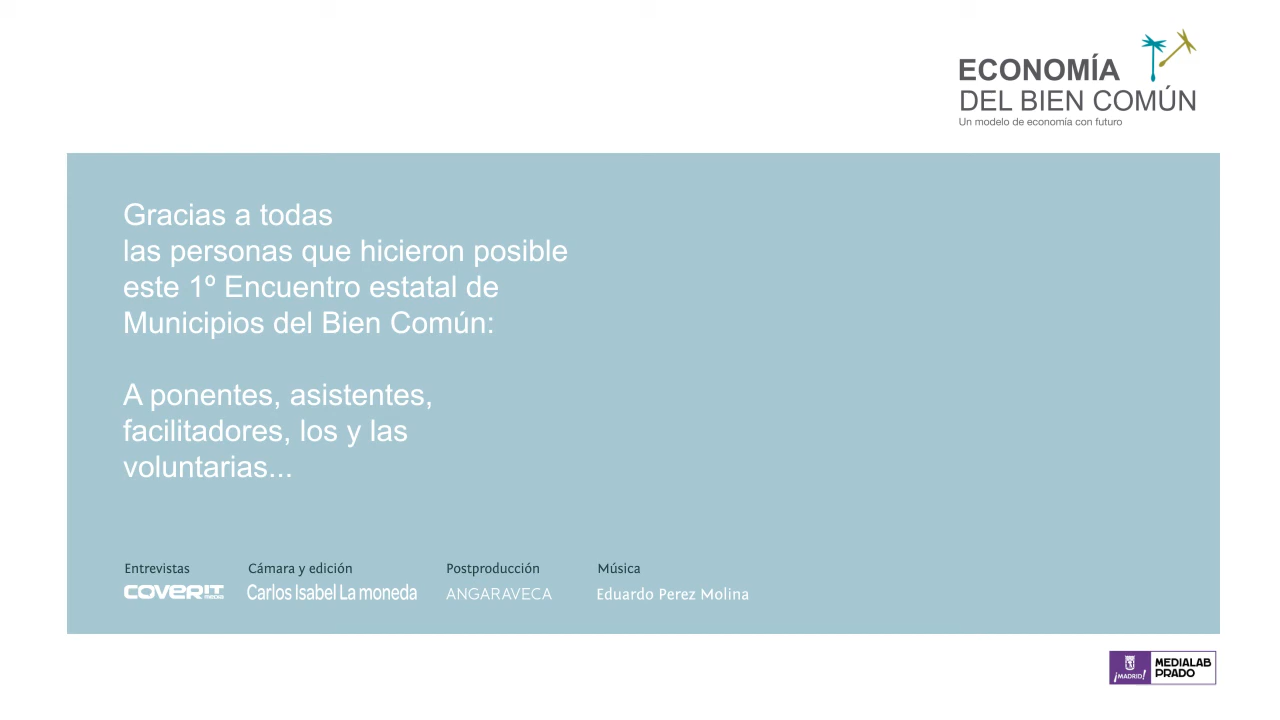 ECONOMÍA
DEL BIEN COMÚN
Un modelo de economía con futuro
Gracias a todas
las personas que hicieron posible
este 1º Encuentro estatal de
Municipios del Bien Común:
A ponentes, asistentes,
facilitadores, los y las
voluntarias...
Entrevistas
COVERIT
media
Cámara y edición
Carlos Isabel La moneda
Postproducción
ANGARAVECA
Música
Eduardo Perez Molina
¡MADRID!
MEDIALAB
PRADO